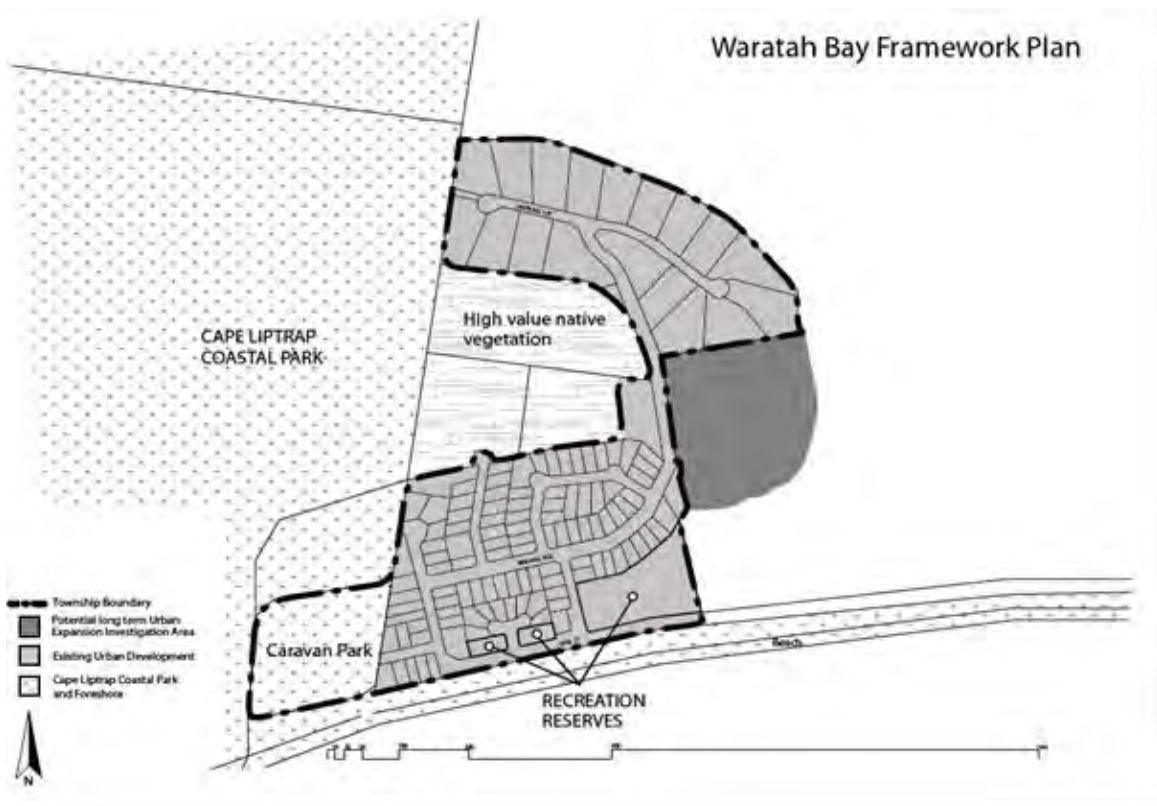 Waratah Bay Framework Plan
High value native
vegetation
CAPE LIPTRAP
COASTAL PARK
Caravan Park
Beach
RECREATION
RESERVES
Township Boundary
Potential long term Urban
Expansion Investigation Area
Existing Urban Development
Cape Liptrap Coastal Park
and Foreshore
N